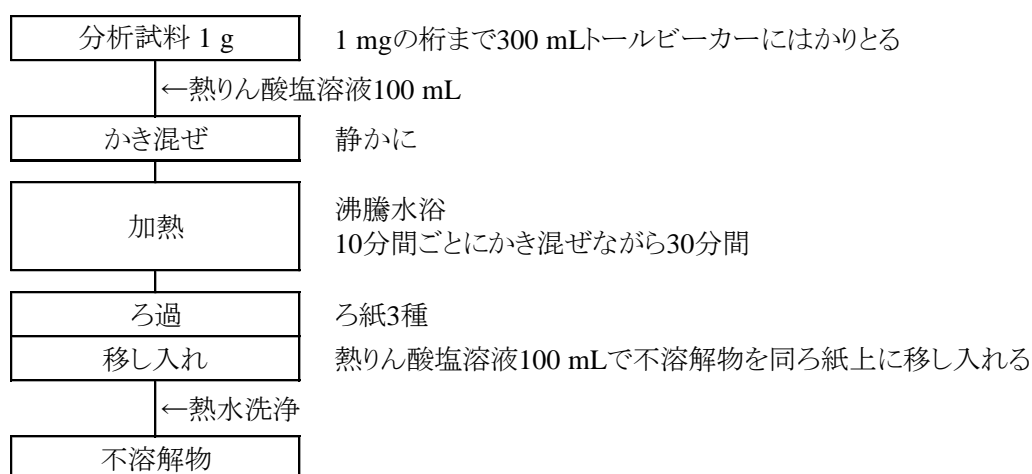 分析試料 1 g 1 mgの桁まで300 mLトールビーカーにはかりとる
←熱りん酸塩溶液100 mL
かき混ぜ 静かに
加熱 沸騰水浴
10分間ごとにかき混ぜながら30分間
ろ過 ろ紙3種
移し入れ 熱りん酸塩溶液100 mLで不溶解物を同ろ紙上に移し入れる
←熱水洗浄
不溶解物